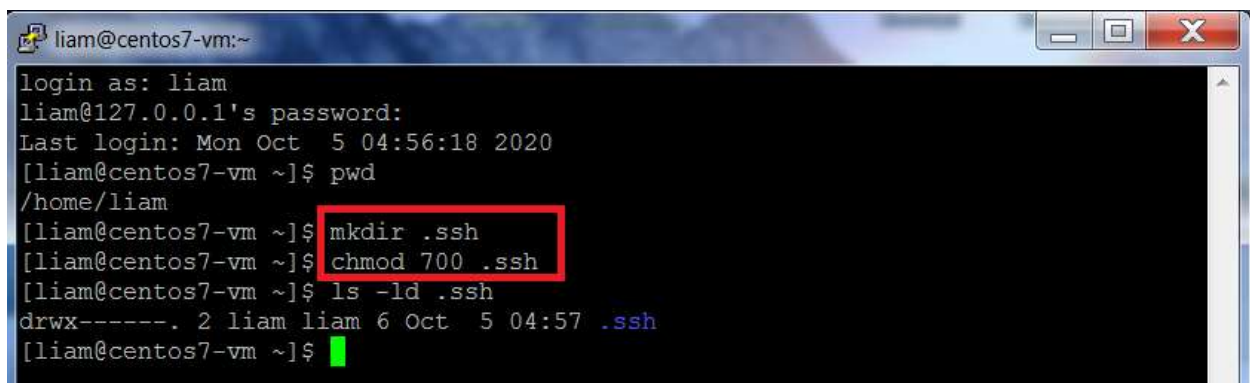 liam@centos7-vm:~
login as: liam
liam@127.0.0.1's password:
Last login: Mon Oct  5 04:56:18 2020
[liam@centos7-vm ~]$ pwd
/home/liam
[liam@centos7-vm ~]$ mkdir .ssh
[liam@centos7-vm ~]$ chmod 700 .ssh
[liam@centos7-vm ~]$ ls -ld .ssh
drwx------. 2 liam liam 6 Oct  5 04:57 .ssh
[liam@centos7-vm ~]$